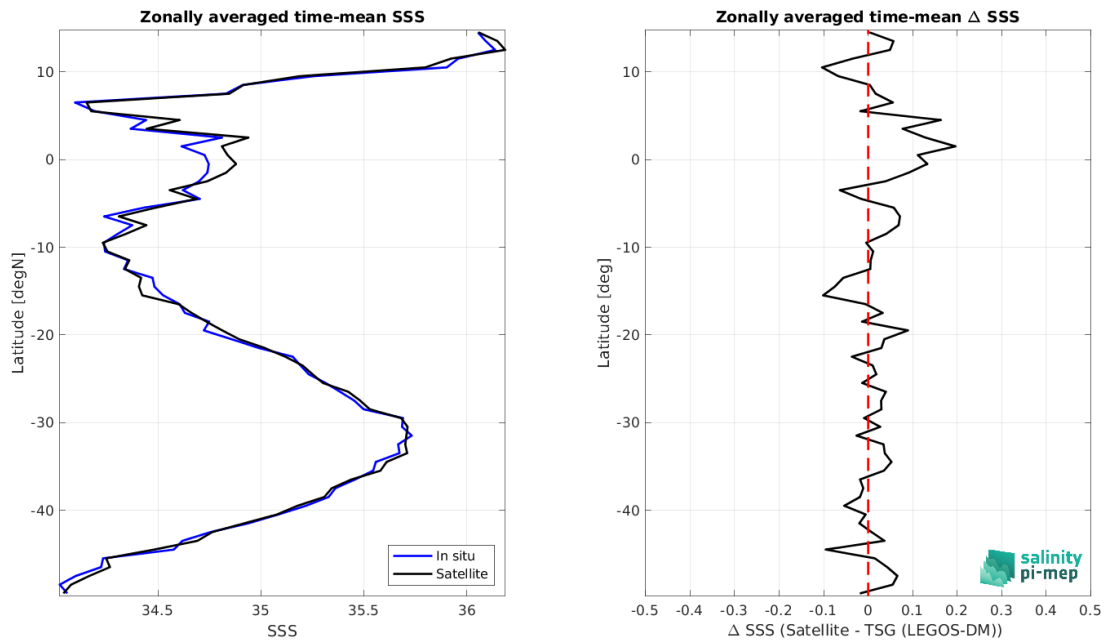 Zonally averaged time-mean SSS
10
0
-10
-20
-30
-40
34.5
35
35.5
36
Latitude [degN]
SSS
In situ
Satellite
Zonally averaged time-mean Δ SSS
10
0
-10
-20
-30
-40
-0.5
-0.4
-0.3
-0.2
-0.1
0
0.1
0.2
0.3
0.4
0.5
Latitude [deg]
Δ SSS (Satellite - TSG (LEGOS-DM))
salinity
pi-mep